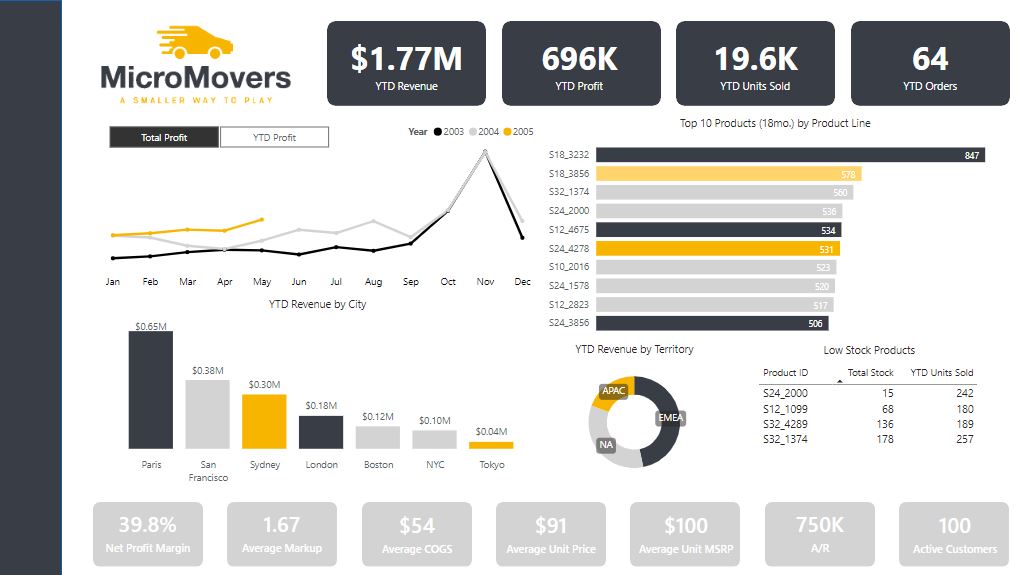 MicroMovers
A SMALLER WAY TO PLAY
$1.77M
YTD Revenue
696K
YTD Profit
19.6K
YTD Units Sold
64
YTD Orders
Total Profit
YTD Profit
Year 2003 2004 2005
Jan Feb Mar Apr May Jun Jul Aug Sep Oct Nov Dec
Top 10 Products (18mo.) by Product Line
S18_3232 847
S18_3856 578
S32_1374 560
S24_2000 536
S12_4675 534
S24_4278 531
S10_2016 523
S24_1578 520
S12_2823 517
S24_3856 506
YTD Revenue by City
$0.65M
$0.38M
$0.30M
$0.18M
$0.12M
$0.10M
$0.04M
Paris San Sydney London Boston NYC Tokyo
Francisco
YTD Revenue by Territory
APAC
EMEA
NA
Low Stock Products
Product ID Total Stock YTD Units Sold
S24_2000 15 242
S12_1099 68 180
S32_4289 136 189
S32_1374 178 257
39.8%
Net Profit Margin
1.67
Average Markup
$54
Average COGS
$91
Average Unit Price
$100
Average Unit MSRP
750K
A/R
100
Active Customers